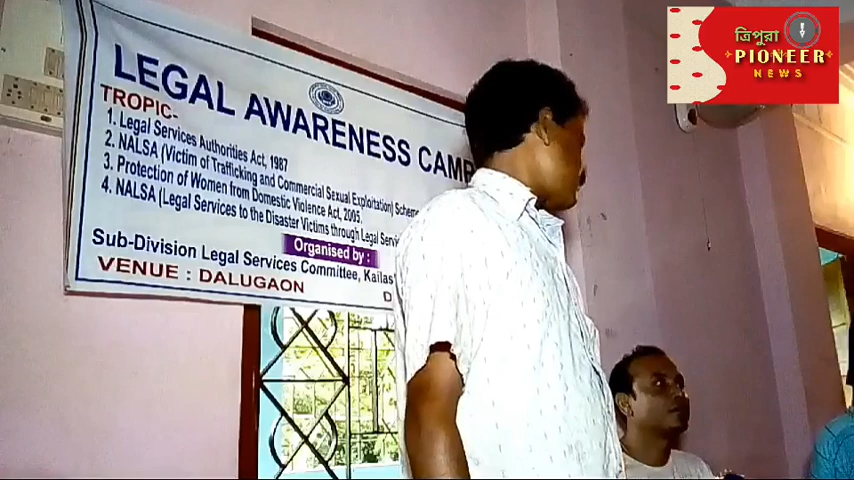 LEGAL AWARENESS CAMP
TROPIC-
1. Legal Services Authorities Act, 1987
2. NALSA (Victim of Trafficking and Commercial Sexual Exploitation) Scheme
3. Protection of Women from Domestic Violence Act, 2005.
4. NALSA (Legal Services to the Disaster Victims through Legal
Organised by :
Sub-Division Legal Services Committee,
VENUE : DALUGAON
ত্রিপুরা
PIONEER
NEWS